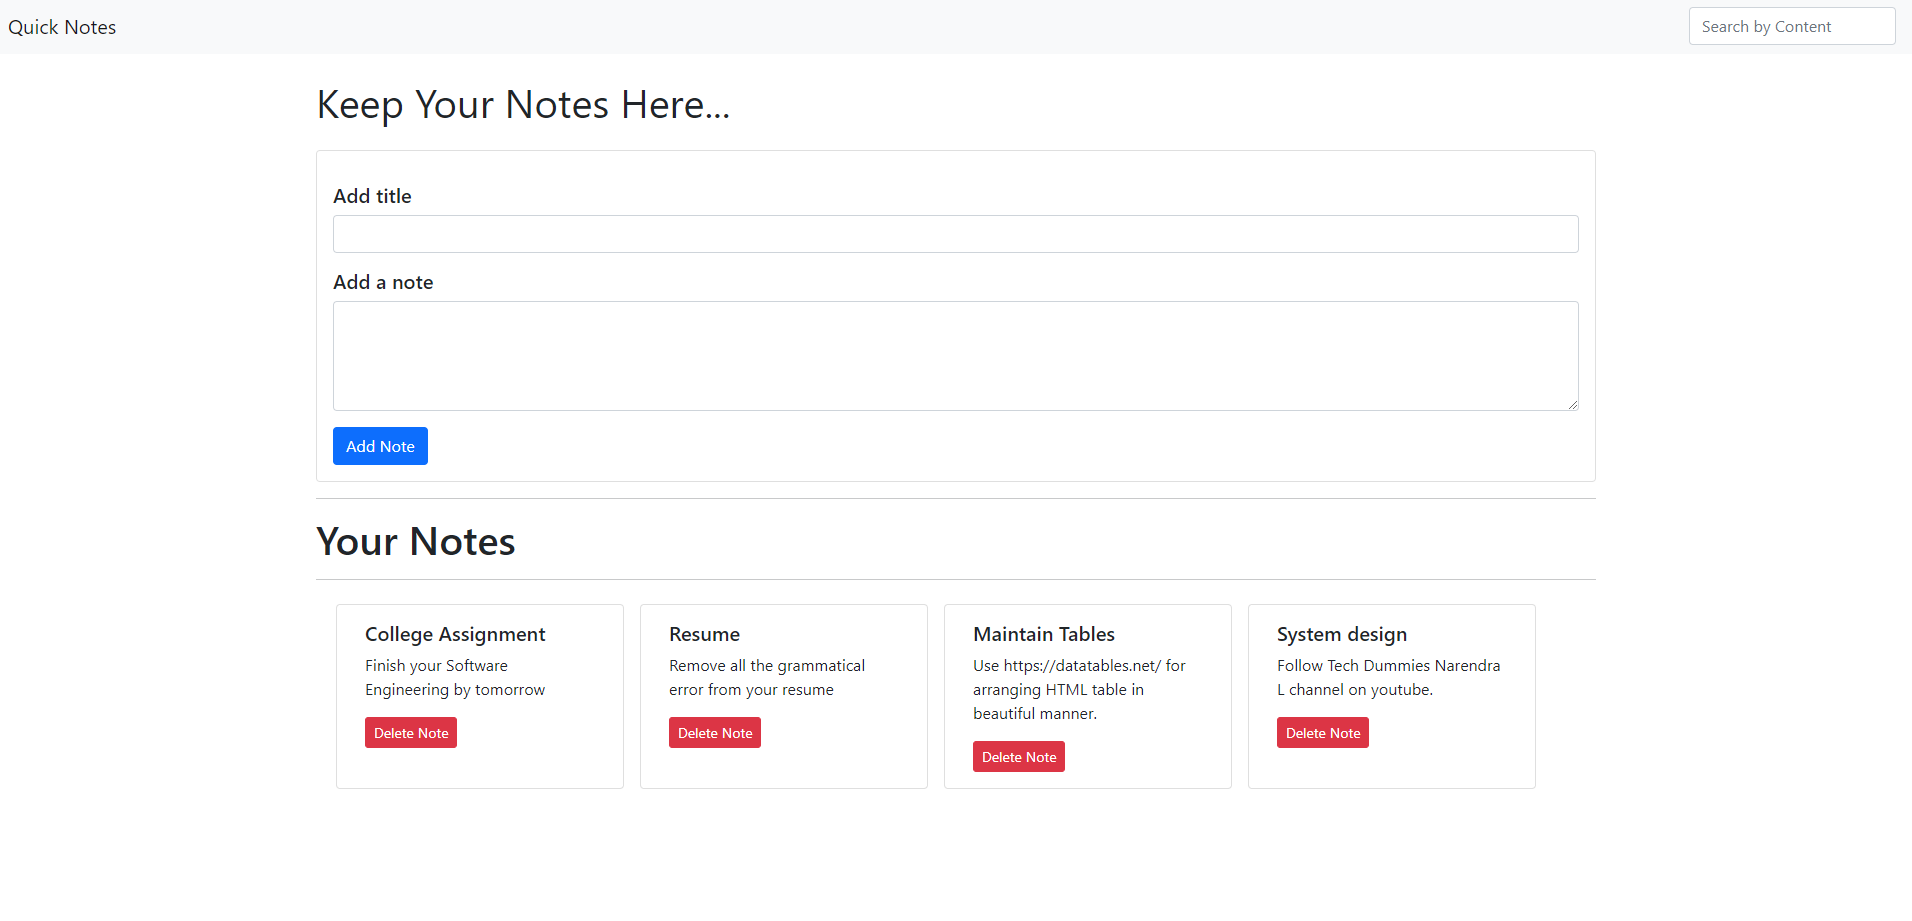 Quick Notes
Search by Content
Keep Your Notes Here...
Add title
Add a note
Add Note
Your Notes
College Assignment
Finish your Software
Engineering by tomorrow
Delete Note
Resume
Remove all the grammatical
error from your resume
Delete Note
Maintain Tables
Use https://datatables.net/ for
arranging HTML table in
beautiful manner.
Delete Note
System design
Follow Tech Dummies Narendra
L channel on youtube.
Delete Note